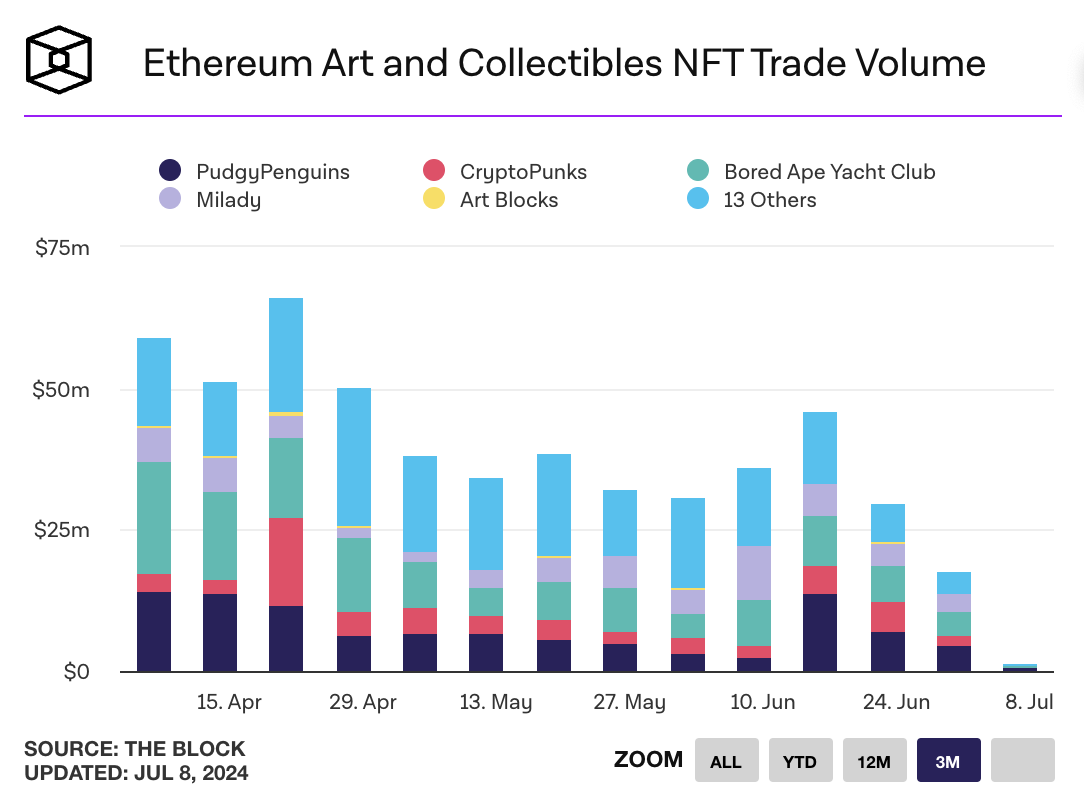 Ethereum Art and Collectibles NFT Trade Volume
PudgyPenguins CryptoPunks Bored Ape Yacht Club
Milady Art Blocks 13 Others
$75m
$50m
$25m
$0
15. Apr 29. Apr 13. May 27. May 10. Jun 24. Jun 8. Jul
SOURCE: THE BLOCK
UPDATED: JUL 8, 2024
ZOOM ALL YTD 12M 3M